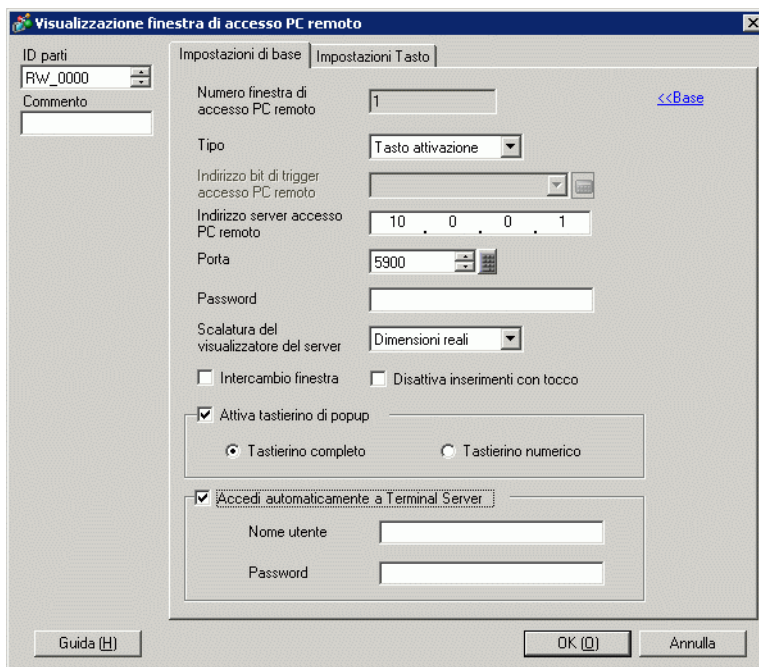 Visualizzazione finestra di accesso PC remoto
ID parti
RW_0000
Commento
Impostazioni di base
Impostazioni Tasto
Numero finestra di
accesso PC remoto
1
<<Base
Tipo
Tasto attivazione
Indirizzo bit di trigger
accesso PC remoto
Indirizzo server accesso
PC remoto
10 . 0 . 0 . 1
Porta
5900
Password
Scalatura del
visualizzatore del server
Dimensioni reali
Intercambio finestra
Disattiva inserimenti con tocco
Attiva tastierino di popup
Tastierino completo
Tastierino numerico
Accedi automaticamente a Terminal Server
Nome utente
Password
Guida (H)
OK (O)
Annulla